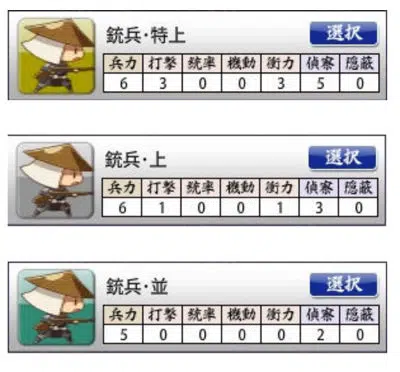 銃兵·特上 選択
兵力 打撃 統率 機動 衝力 偵察 隠蔽
6 3 0 0 3 5 0
銃兵·上 選択
兵力 打撃 統率 機動 衝力 偵察 隠蔽
6 1 0 0 1 3 0
銃兵·並 選択
兵力 打撃 統率 機動 衝力 偵察 隠蔽
5 0 0 0 0 2 0